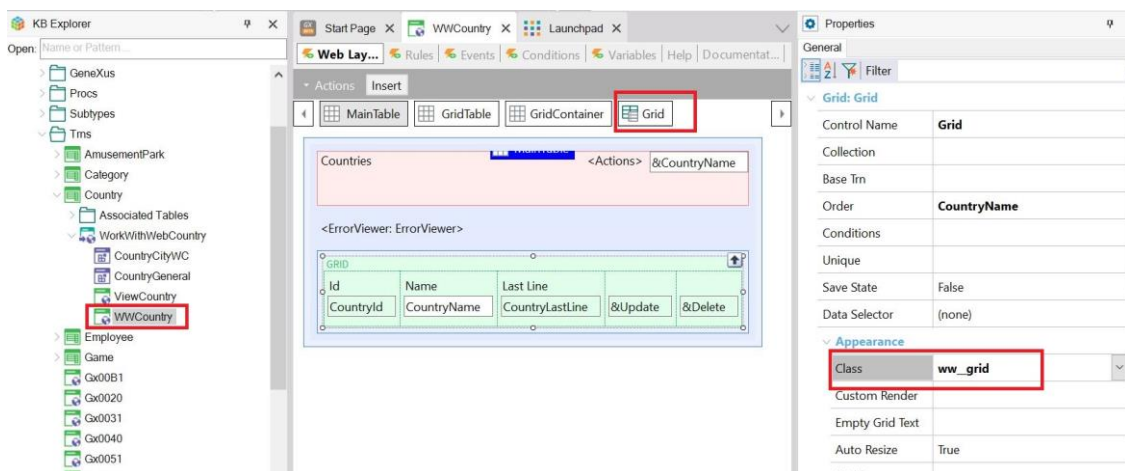 KB Explorer
Open: Name or Pattern...
GeneXus
Procs
Subtypes
Trns
AmusementPark
Category
Country
Associated Tables
WorkWithWebCountry
CountryCityWC
CountryGeneral
ViewCountry
WWCountry
Employee
Game
Gx00B1
Gx0020
Gx0031
Gx0040
Gx0051
Start Page X WWCountry X Launchpad X
Web Lay... Rules Events Conditions Variables Help Documentat...
Actions Insert
MainTable GridTable GridContainer Grid
MainTable
Countries <Actions> &CountryName
<ErrorViewer: ErrorViewer>
GRID
Id Name Last Line
CountryId CountryName CountryLastLine &Update &Delete
Properties
General
Filter
Grid: Grid
Control Name Grid
Collection
Base Trn
Order CountryName
Conditions
Unique
Save State False
Data Selector (none)
Appearance
Class ww__grid
Custom Render
Empty Grid Text
Auto Resize True